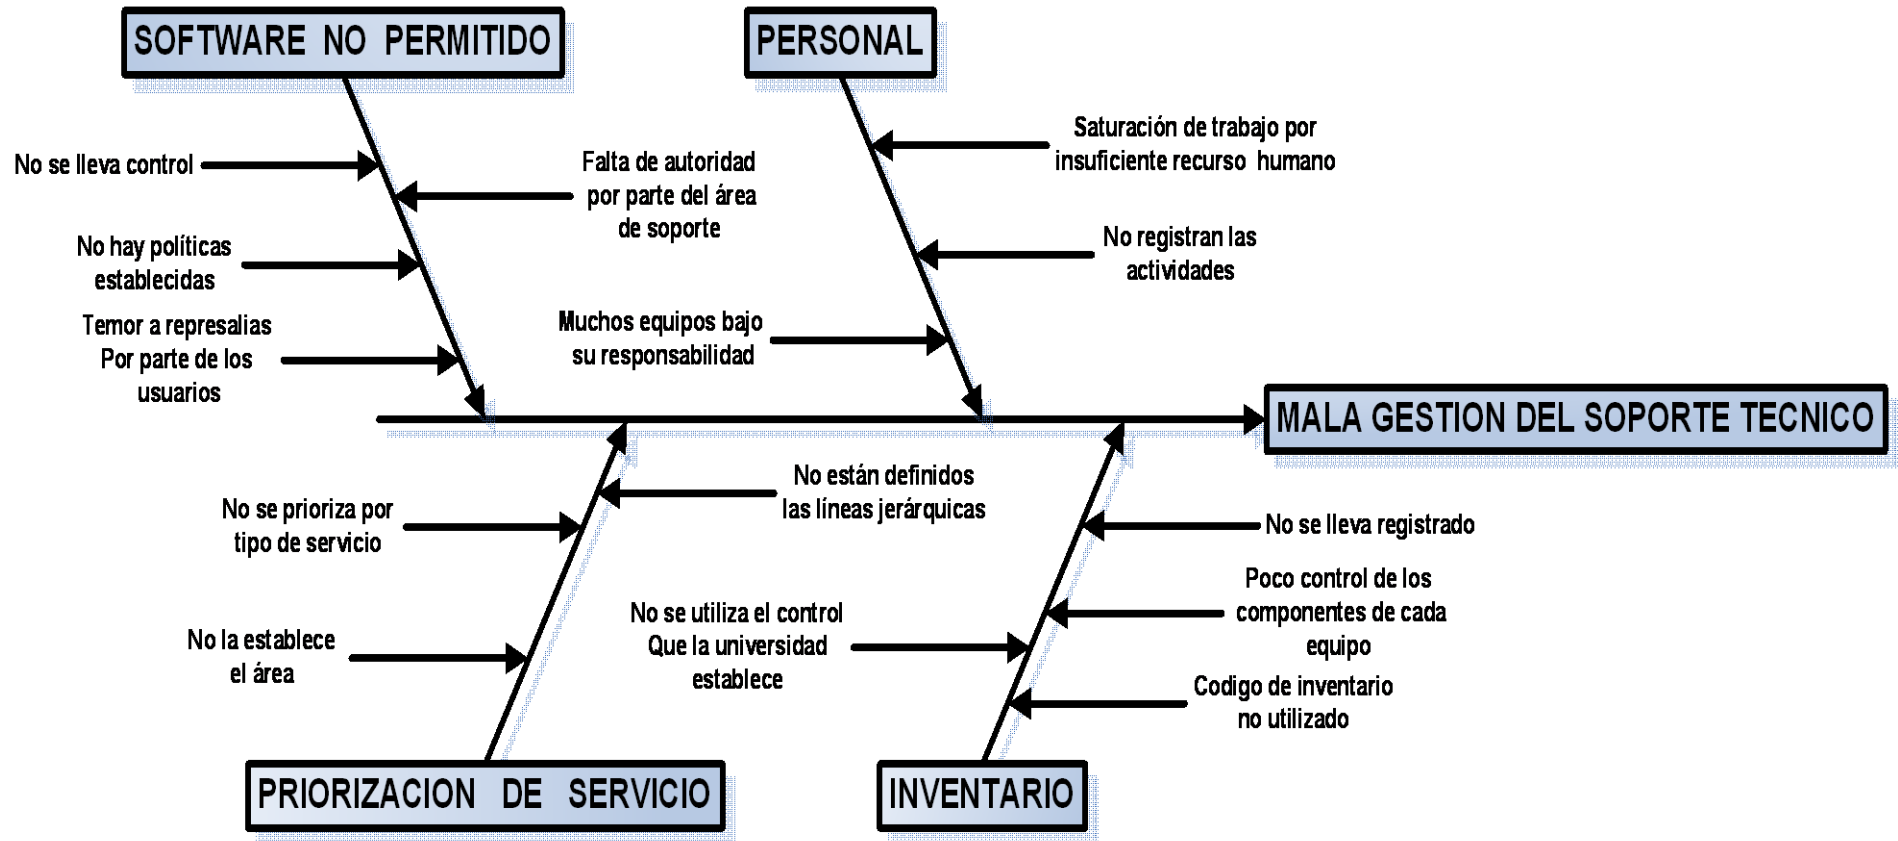 SOFTWARE NO PERMITIDO
PERSONAL
No se lleva control
Falta de autoridad
por parte del área
de soporte
No hay políticas
establecidas
Temor a represalias
Por parte de los
usuarios
Saturación de trabajo por
insuficiente recurso humano
No registran las
actividades
Muchos equipos bajo
su responsabilidad
MALA GESTION DEL SOPORTE TECNICO
No están definidos
las líneas jerárquicas
No se prioriza por
tipo de servicio
No la establece
el área
No se lleva registrado
Poco control de los
componentes de cada
equipo
No se utiliza el control
Que la universidad
establece
Codigo de inventario
no utilizado
PRIORIZACION DE SERVICIO
INVENTARIO